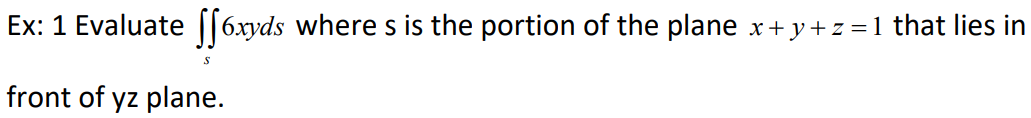 Ex: 1 Evaluate ∬6xyds where s is the portion of the plane x + y + z = 1 that lies in
s
front of yz plane.